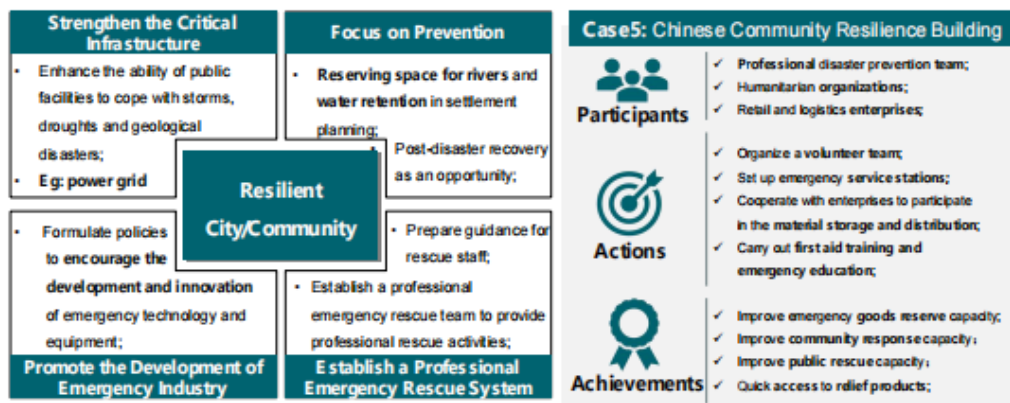 Strengthen the Critical
Infrastructure
• Enhance the ability of public
facilities to cope with storms,
droughts and geological
disasters;
• Eg: power grid
Focus on Prevention
• Reserving space for rivers and
water retention in settlement
planning;
Post-disaster recovery
as an opportunity;
Resilient
City/Community
• Formulate policies
to encourage the
development and innovation
of emergency technology and
equipment;
Promote the Development of
Emergency Industry
• Prepare guidance for
rescue staff;
• Establish a professional
emergency rescue team to provide
professional rescue activities;
Establish a Professional
Emergency Rescue System
Case5: Chinese Community Resilience Building
Participants
✓ Professional disaster prevention team;
✓ Humanitarian organizations;
✓ Retail and logistics enterprises;
Actions
✓ Organize a volunteer team;
✓ Set up emergency service stations;
✓ Cooperate with enterprises to participate
in the material storage and distribution;
✓ Carry out first aid training and
emergency education;
Achievements
✓ Improve emergency goods reserve capacity;
✓ Improve community response capacity;
✓ Improve public rescue capacity;
✓ Quick access to relief products;